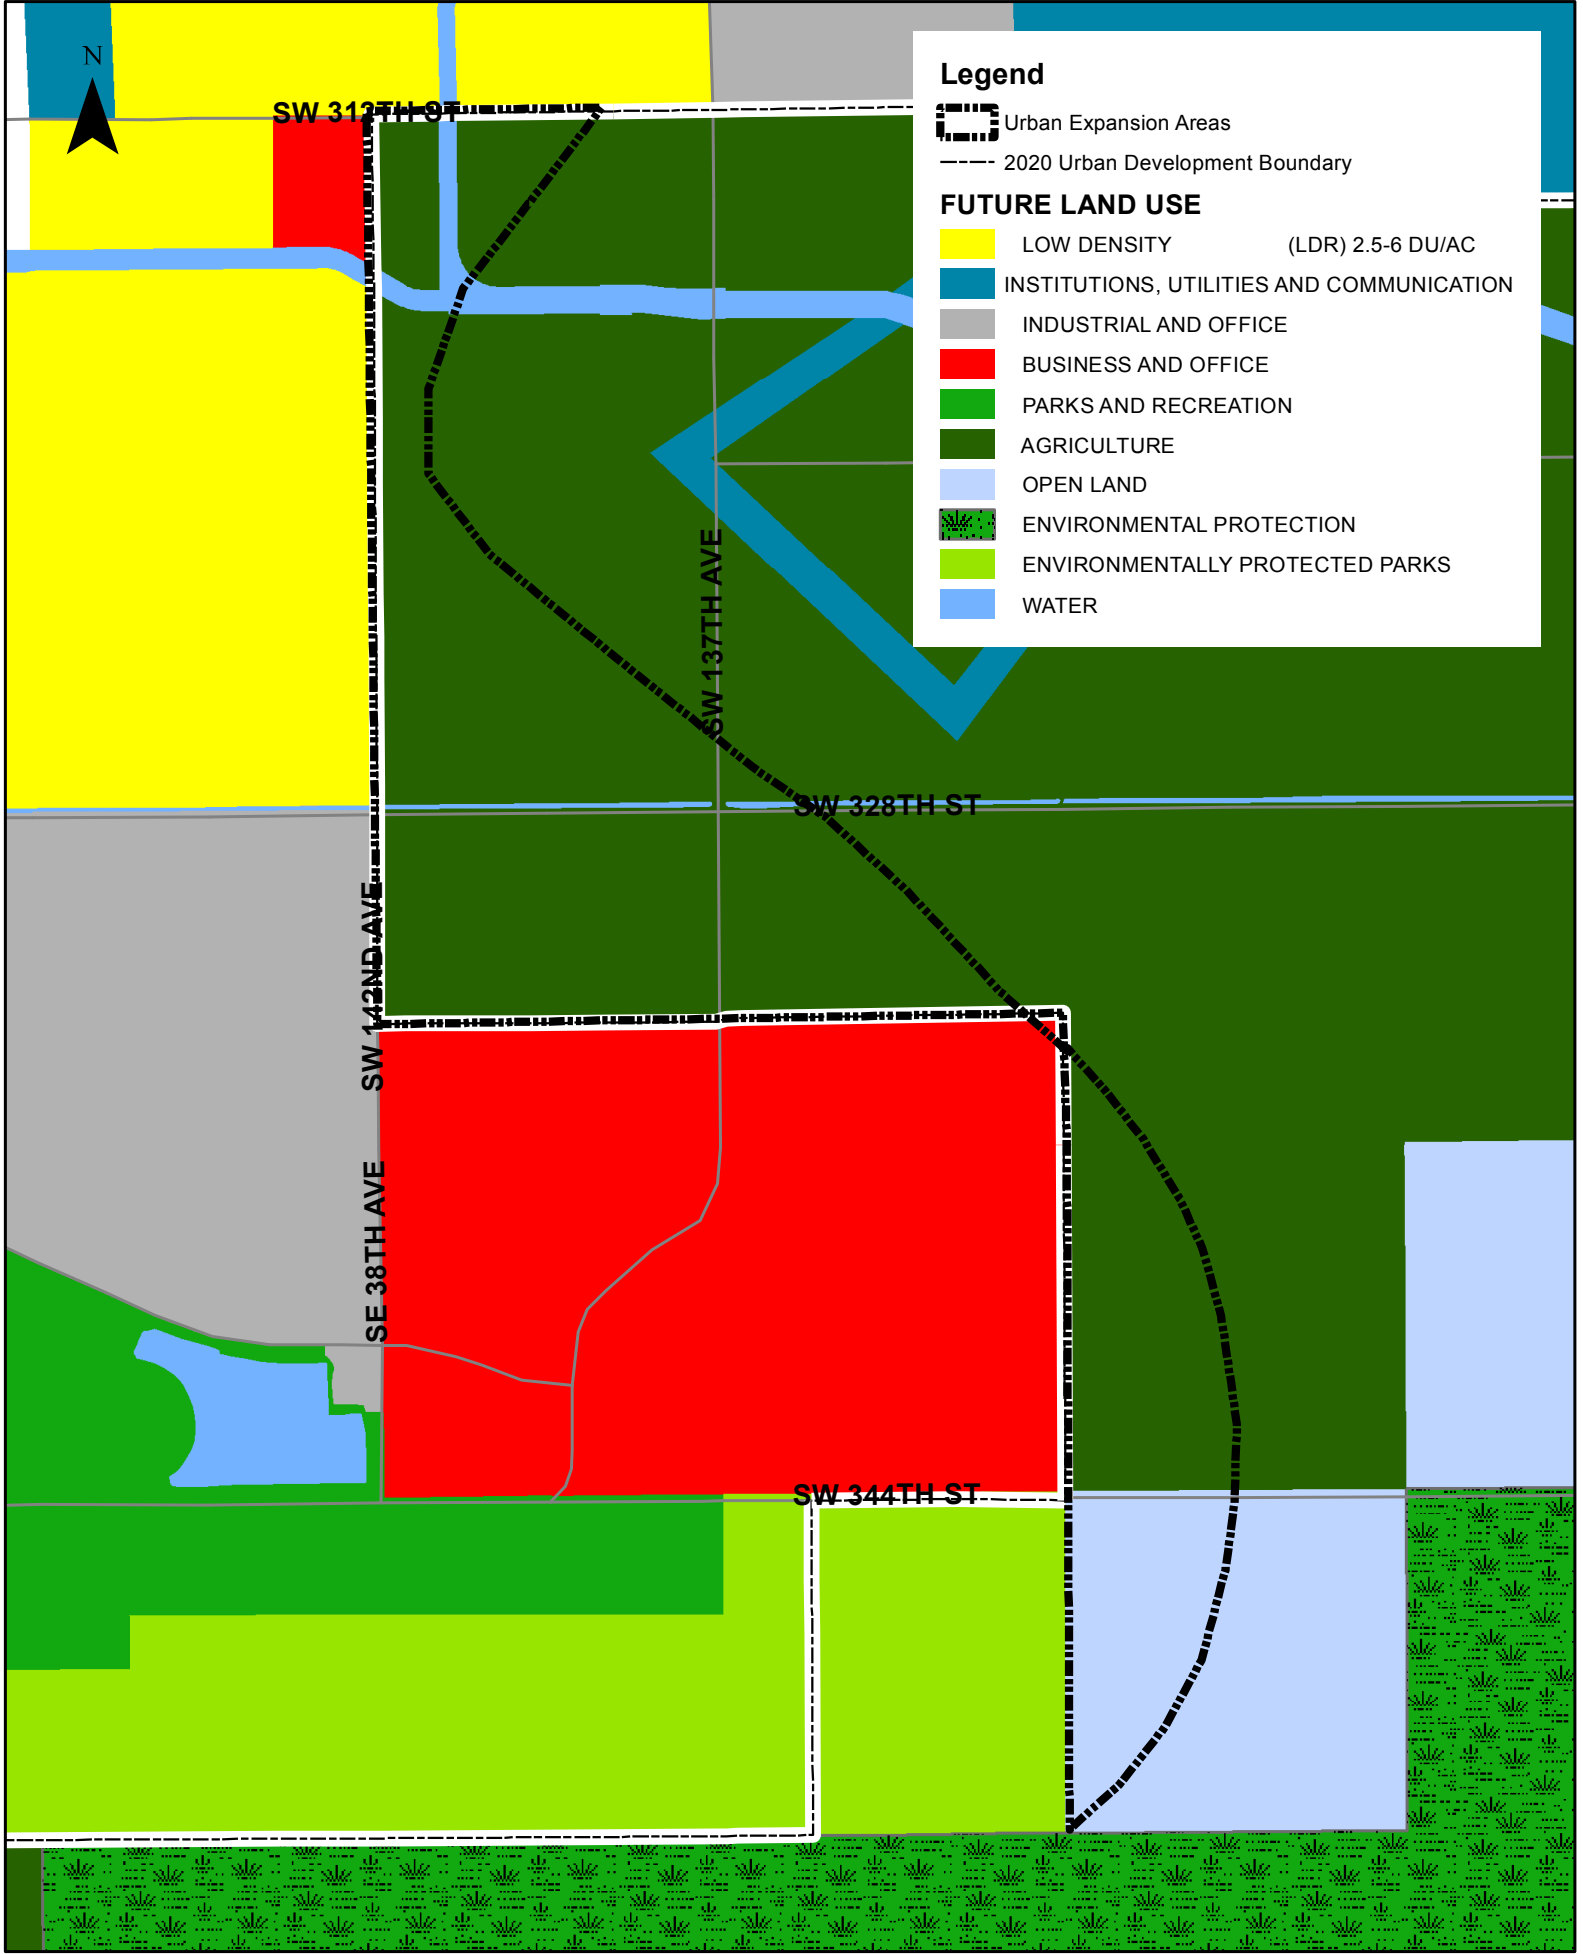 N
SW 312TH ST
Legend
Urban Expansion Areas
2020 Urban Development Boundary
FUTURE LAND USE
LOW DENSITY (LDR) 2.5-6 DU/AC
INSTITUTIONS, UTILITIES AND COMMUNICATION
INDUSTRIAL AND OFFICE
BUSINESS AND OFFICE
PARKS AND RECREATION
AGRICULTURE
OPEN LAND
ENVIRONMENTAL PROTECTION
ENVIRONMENTALLY PROTECTED PARKS
WATER
SW 137TH AVE
SW 328TH ST
SW 142ND AVE
SE 38TH AVE
SW 344TH ST